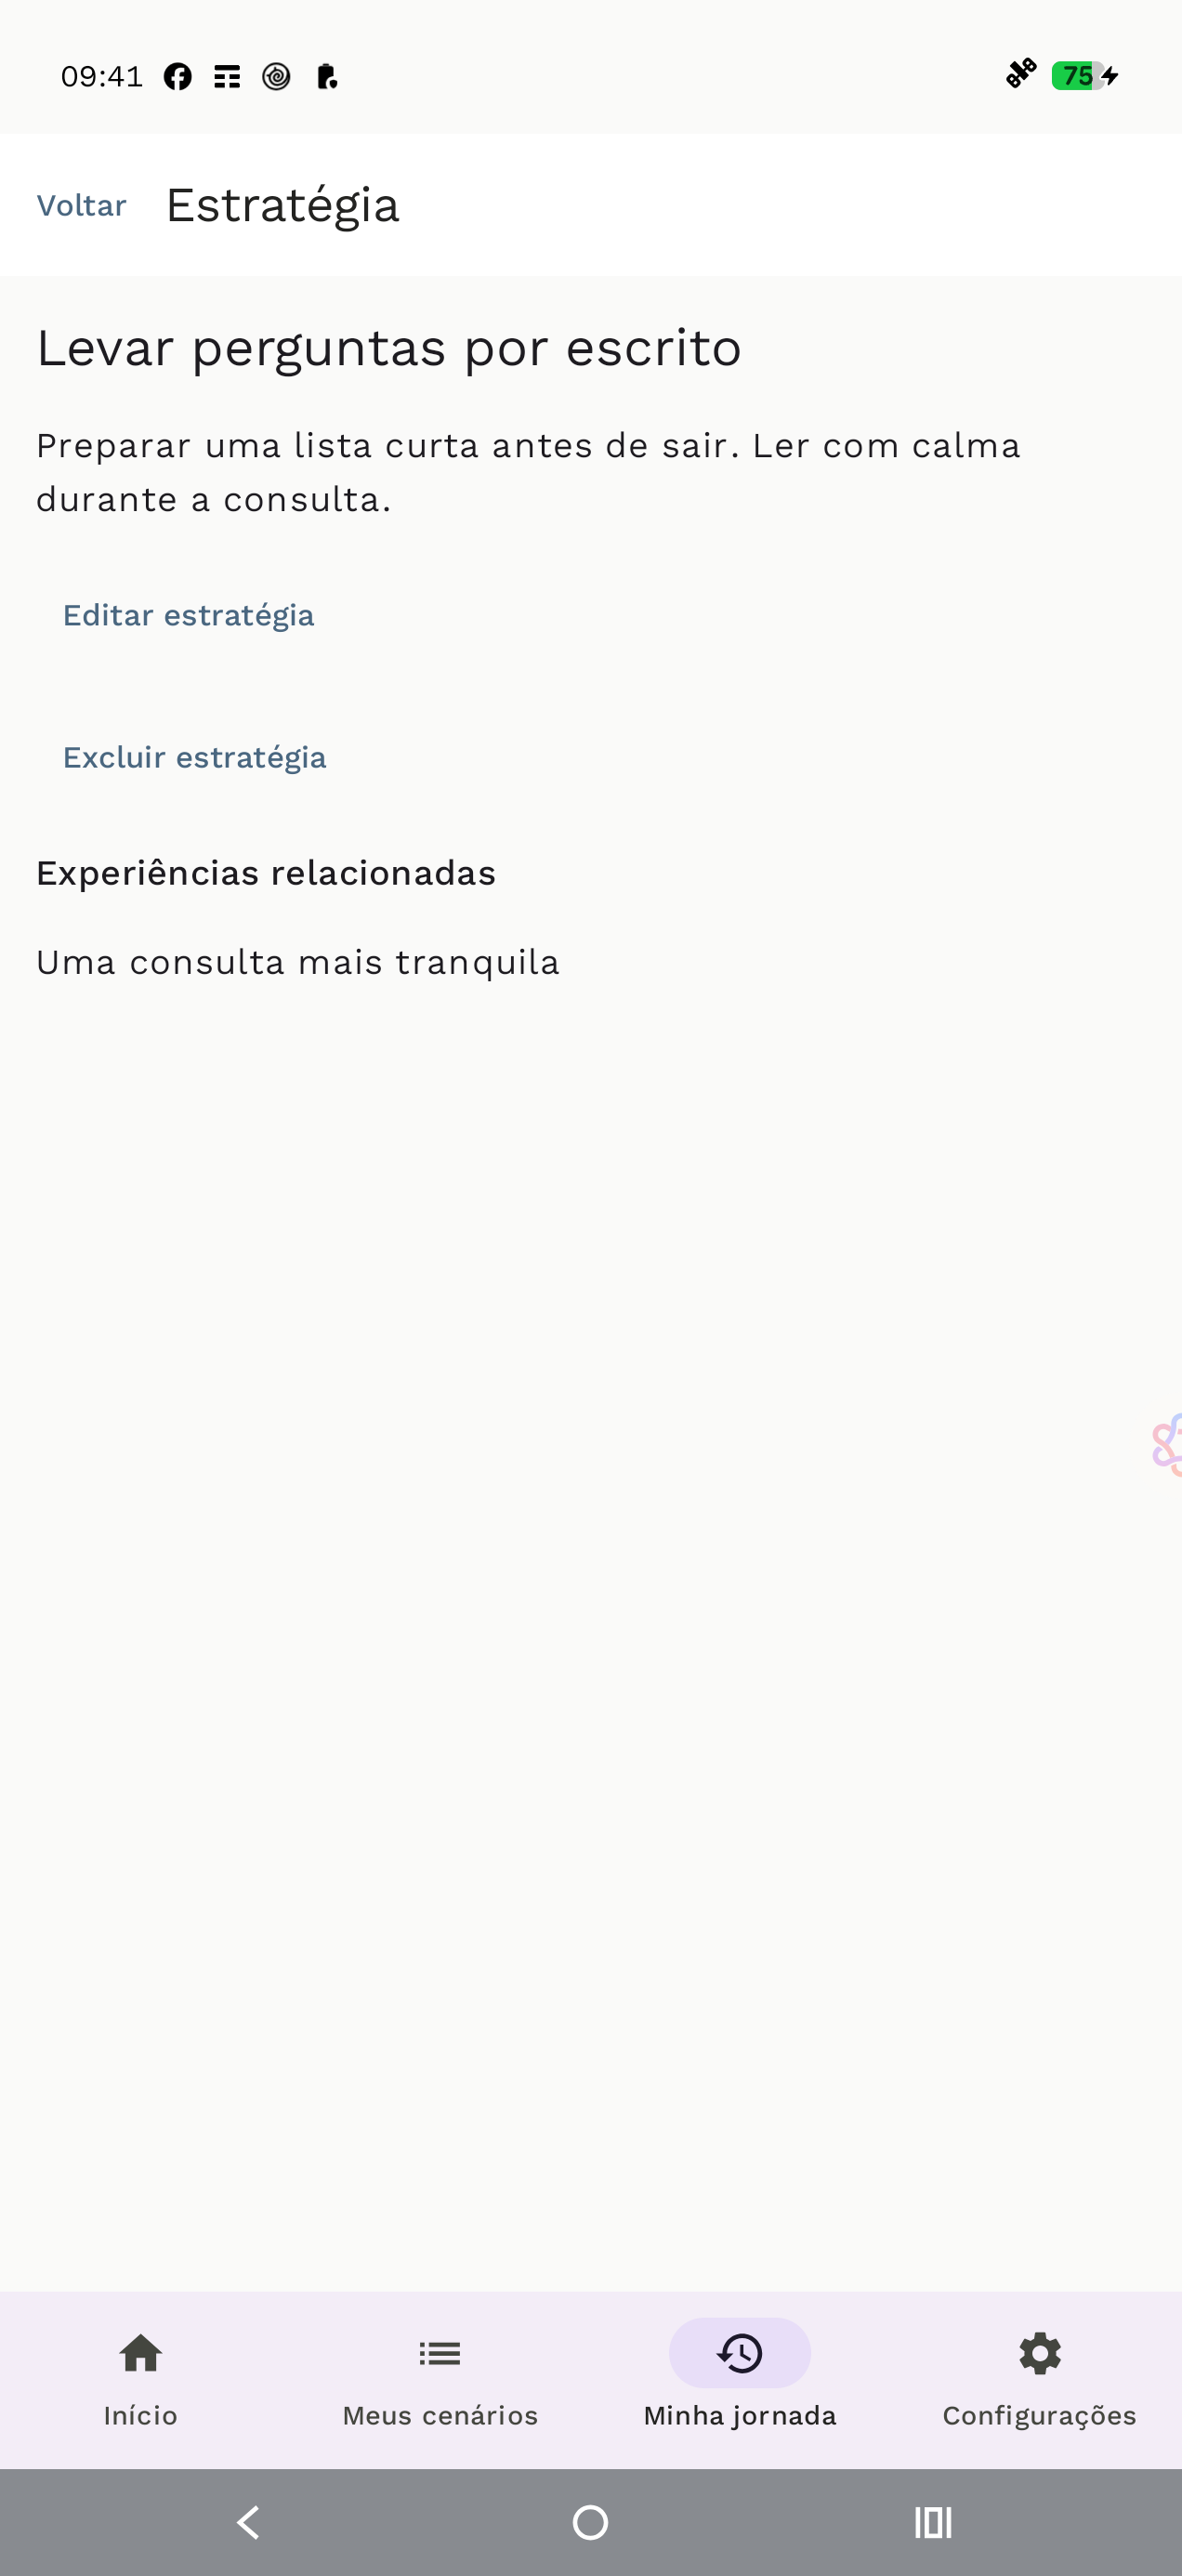 09:41
75
Voltar
Estratégia
Levar perguntas por escrito
Preparar uma lista curta antes de sair. Ler com calma
durante a consulta.
Editar estratégia
Excluir estratégia
Experiências relacionadas
Uma consulta mais tranquila
Início
Meus cenários
Minha jornada
Configurações